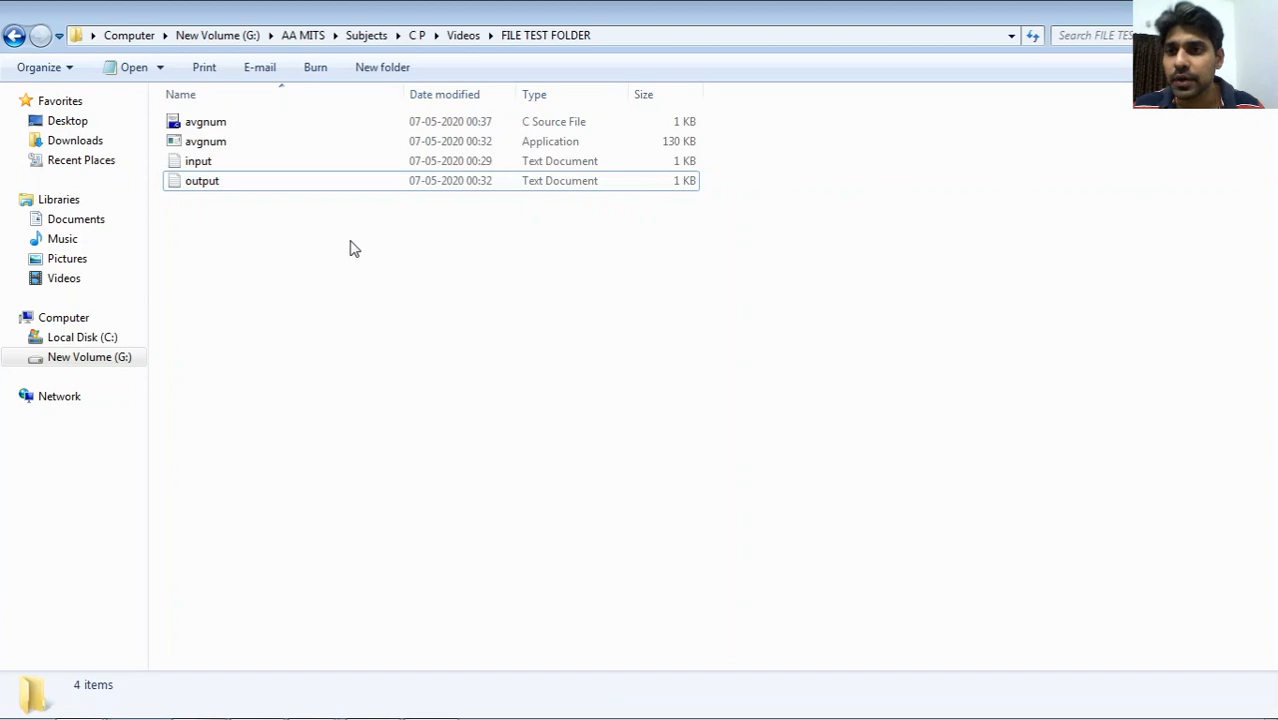 Computer New Volume (G:) AA MITS Subjects C P Videos FILE TEST FOLDER Search FILE TES
Organize Open Print E-mail Burn New folder
Name Date modified Type Size
Favorites
Desktop
Downloads
Recent Places
Libraries
Documents
Music
Pictures
Videos
Computer
Local Disk (C:)
New Volume (G:)
Network
avgnum 07-05-2020 00:37 C Source File 1 KB
avgnum 07-05-2020 00:32 Application 130 KB
input 07-05-2020 00:29 Text Document 1 KB
output 07-05-2020 00:32 Text Document 1 KB
4 items